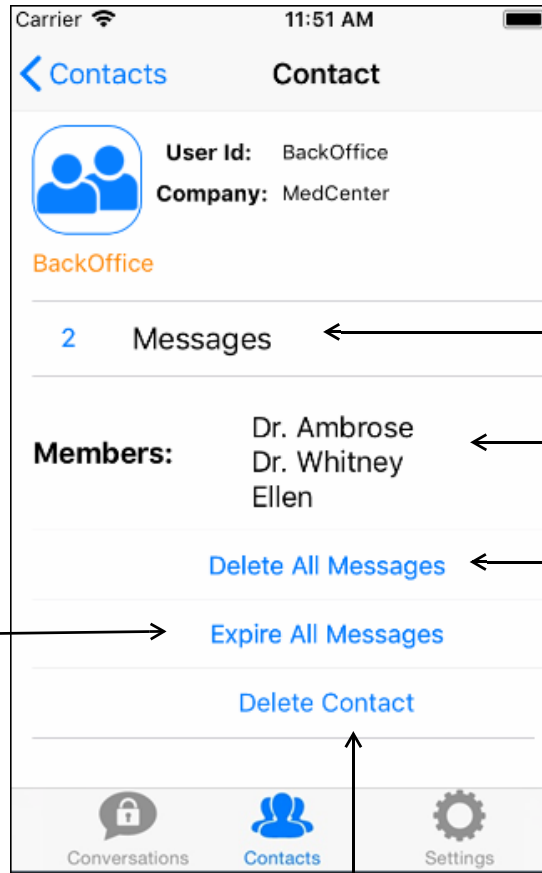 Carrier 11:51 AM
Contacts Contact
User Id: BackOffice
Company: MedCenter
BackOffice
2 Messages
Members: Dr. Ambrose
Dr. Whitney
Ellen
Delete All Messages
Expire All Messages
Delete Contact
Conversations Contacts Settings